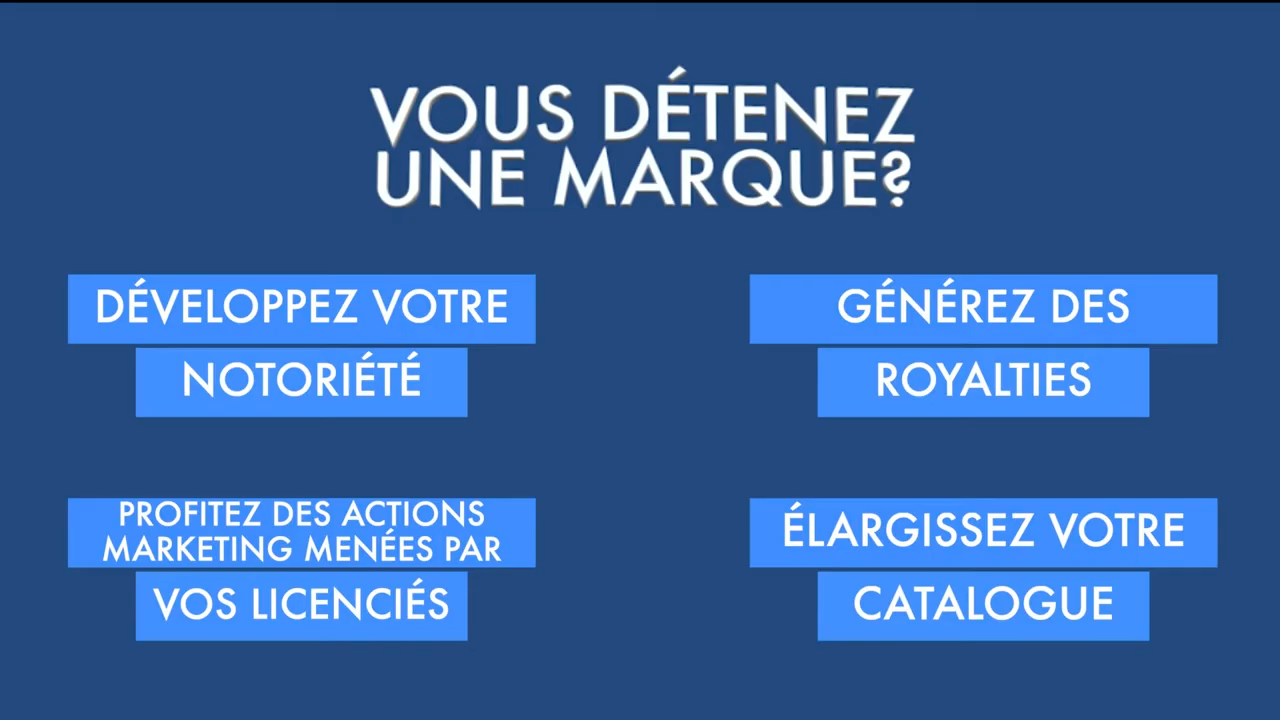 VOUS DÉTENEZ
UNE MARQUE?
DÉVELOPPEZ VOTRE
NOTORIÉTÉ
GÉNÉREZ DES
ROYALTIES
PROFITEZ DES ACTIONS
MARKETING MENÉES PAR
VOS LICENCIÉS
ÉLARGISSEZ VOTRE
CATALOGUE